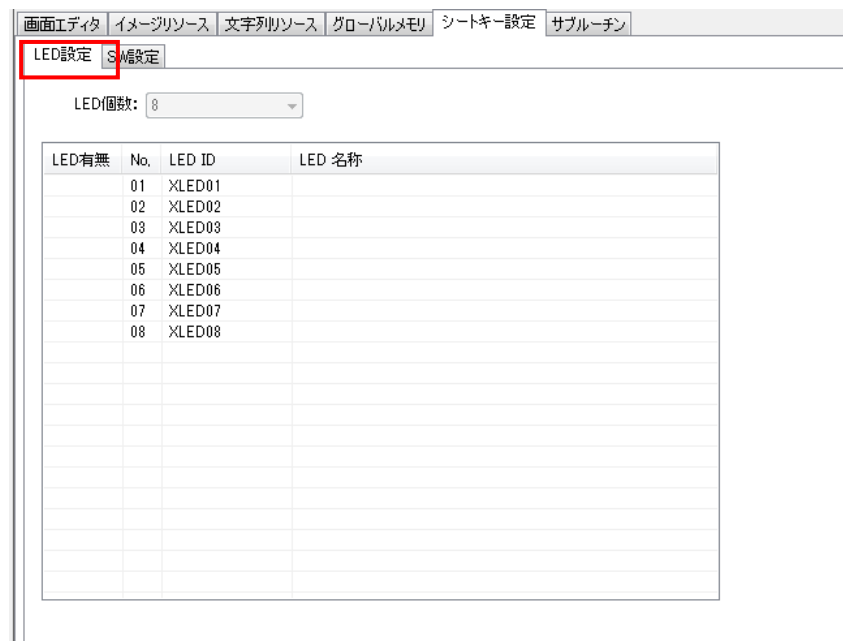 画面エディタ イメージリソース 文字列リソース グローバルメモリ シートキー設定 サブルーチン
LED設定 SW設定
LED個数: 8
LED有無 No. LED ID LED 名称
01 XLED01
02 XLED02
03 XLED03
04 XLED04
05 XLED05
06 XLED06
07 XLED07
08 XLED08